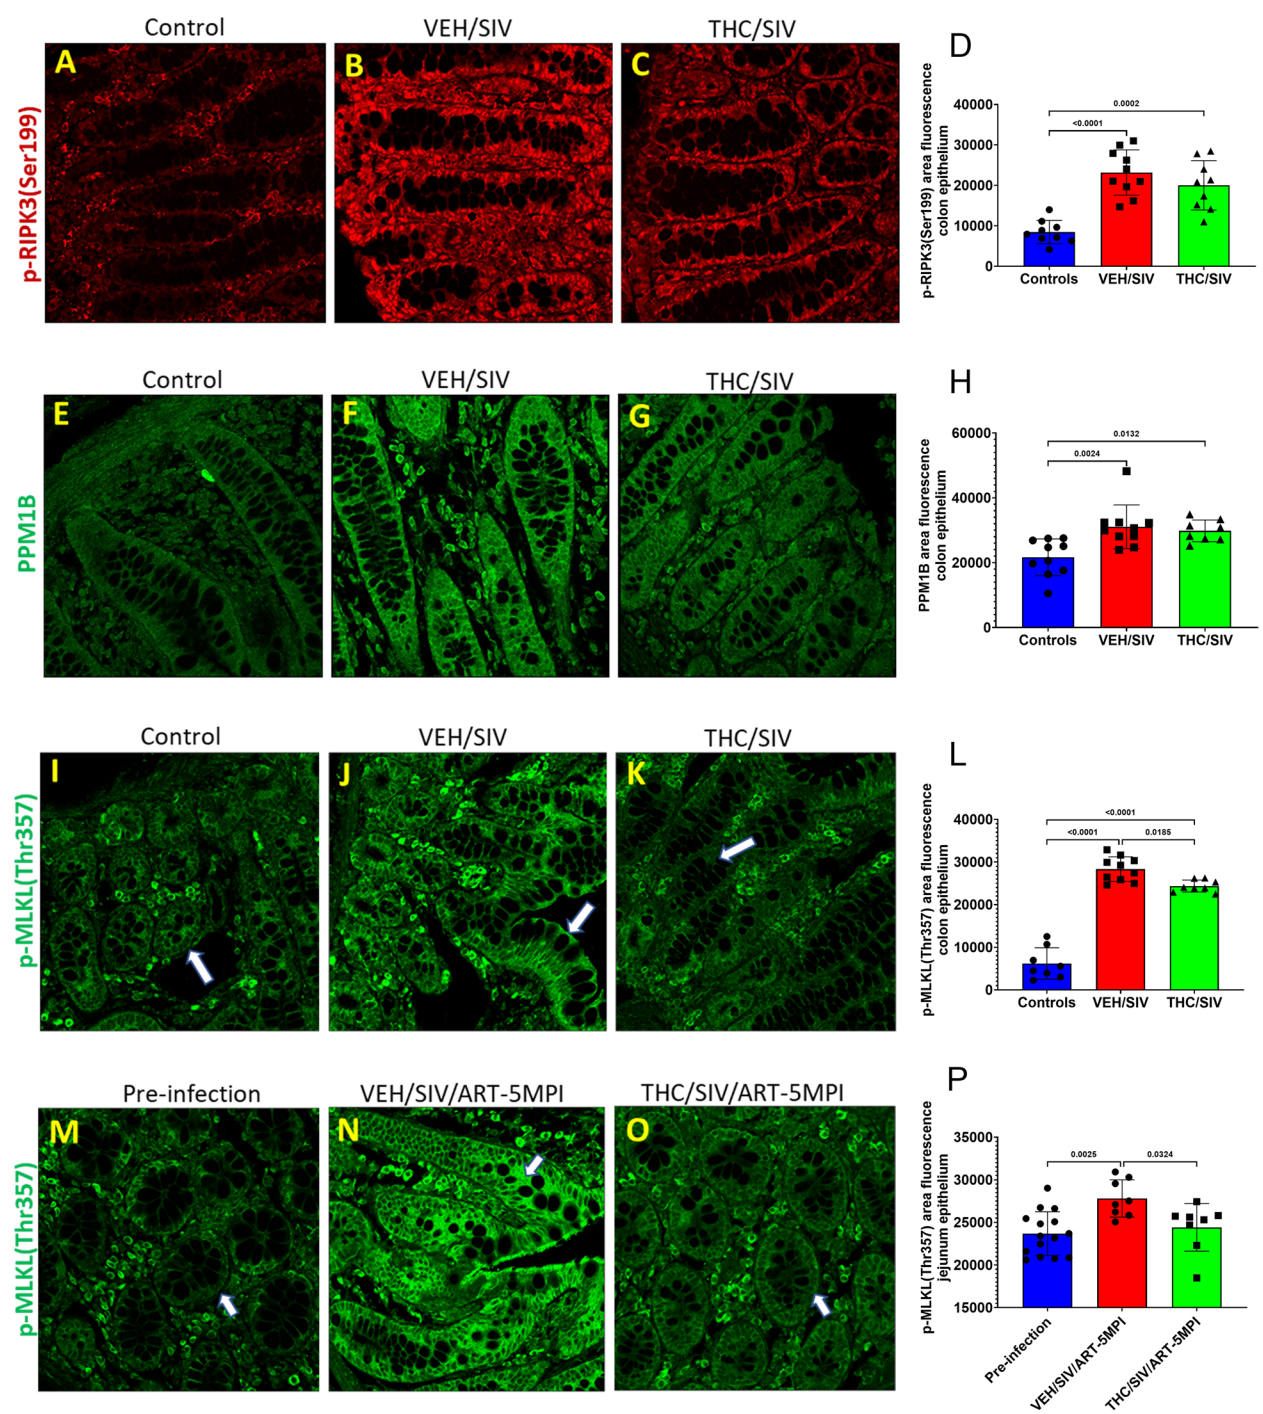 Control VEH/SIV THC/SIV
A B C D
p-RIPK3(Ser199)
p-RIPK3(Ser199) area fluorescence
colon epithelium
40000
30000
20000
10000
0
0.0002
<0.0001
Controls VEH/SIV THC/SIV
Control VEH/SIV THC/SIV
E F G H
PPM1B
PPM1B area fluorescence
colon epithelium
60000
40000
20000
0
0.0132
0.0024
Controls VEH/SIV THC/SIV
Control VEH/SIV THC/SIV
I J K L
p-MLKL(Thr357)
p-MLKL(Thr357) area fluorescence
colon epithelium
40000
30000
20000
10000
0
<0.0001
<0.0001 0.0185
Controls VEH/SIV THC/SIV
Pre-infection VEH/SIV/ART-5MPI THC/SIV/ART-5MPI
M N O P
p-MLKL(Thr357)
p-MLKL(Thr357) area fluorescence
jejunum epithelium
35000
30000
25000
20000
15000
0.0025 0.0324
Pre-infection
VEH/SIV/ART-5MPI
THC/SIV/ART-5MPI